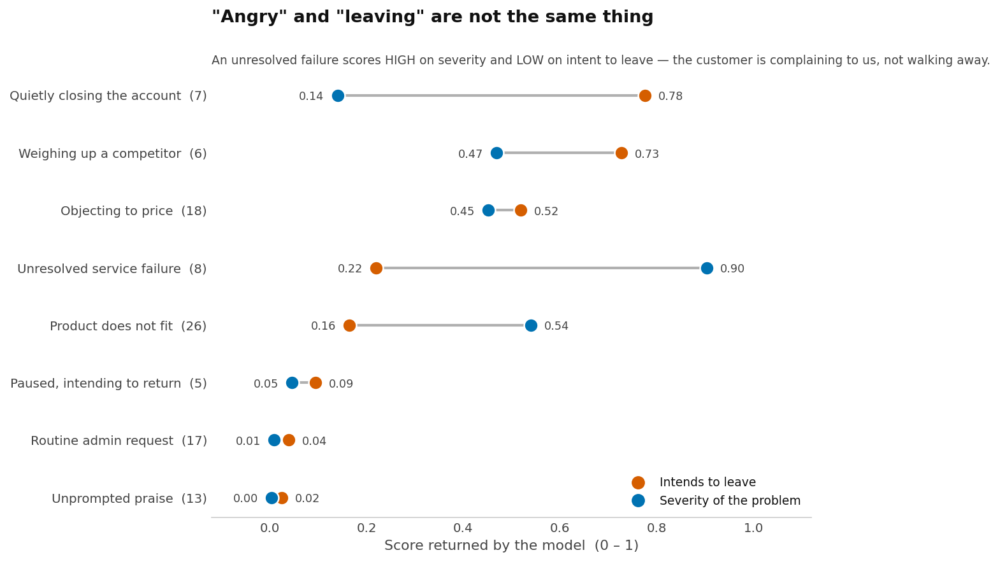 "Angry" and "leaving" are not the same thing
An unresolved failure scores HIGH on severity and LOW on intent to leave — the customer is complaining to us, not walking away.
Quietly closing the account (7)
0.14
0.78
Weighing up a competitor (6)
0.47
0.73
Objecting to price (18)
0.45
0.52
Unresolved service failure (8)
0.22
0.90
Product does not fit (26)
0.16
0.54
Paused, intending to return (5)
0.05
0.09
Routine admin request (17)
0.01
0.04
Unprompted praise (13)
0.00
0.02
Intends to leave
Severity of the problem
0.0 0.2 0.4 0.6 0.8 1.0
Score returned by the model (0 – 1)